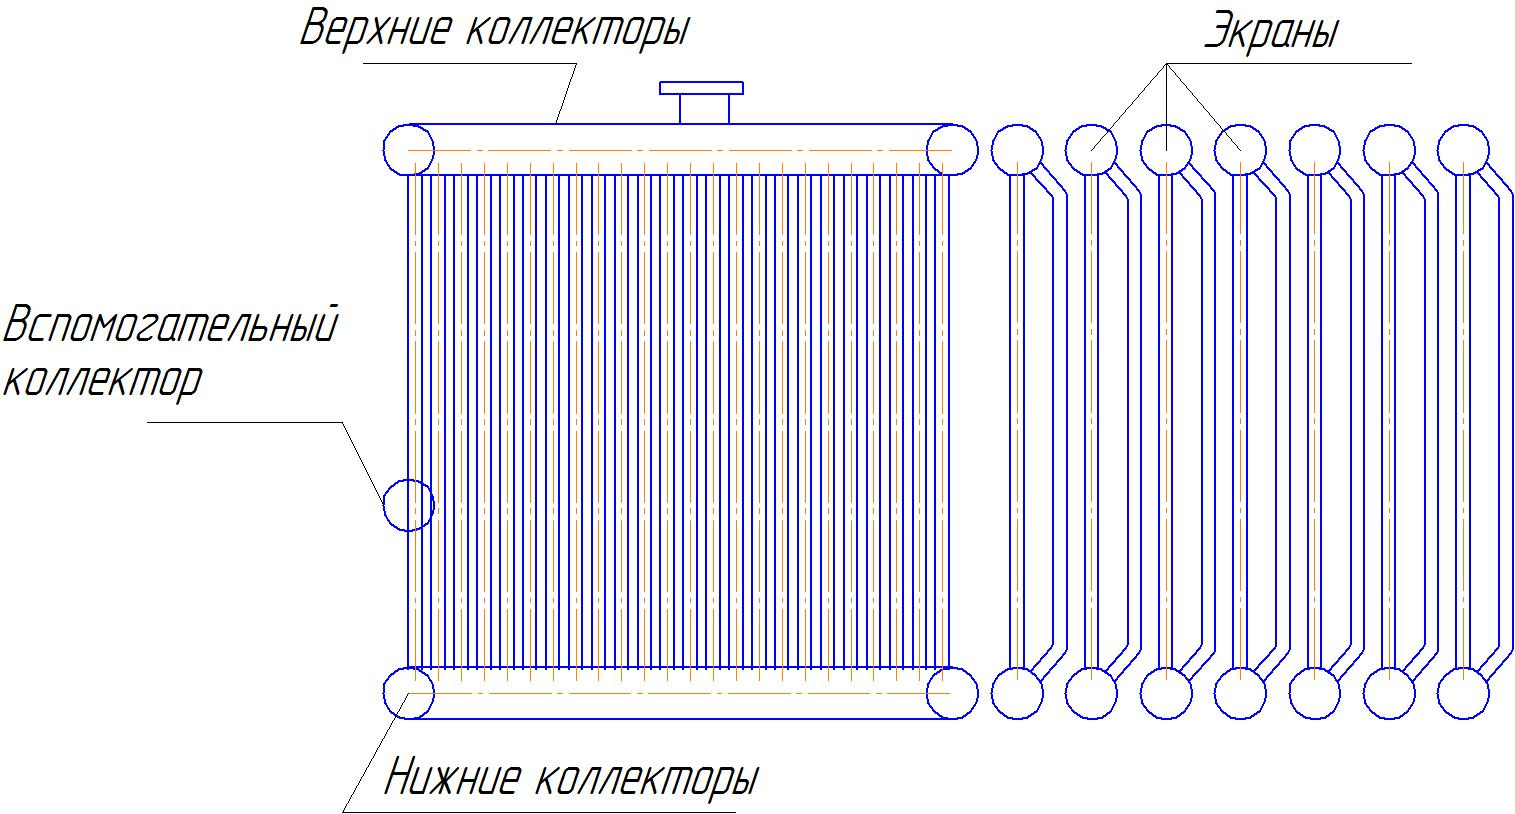 Верхние коллекторы
Экраны
Вспомогательный
коллектор
Нижние коллекторы